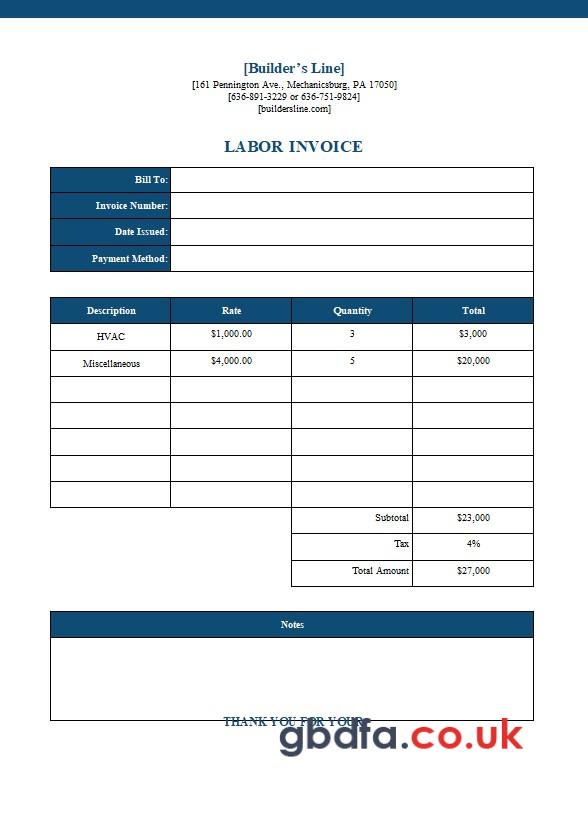 [Builder’s Line]
[161 Pennington Ave., Mechanicsburg, PA 17050]
[636-891-3229 or 636-751-9824]
[buildersline.com]
LABOR INVOICE
Bill To:
Invoice Number:
Date Issued:
Payment Method:
Description Rate Quantity Total
HVAC $1,000.00 3 $3,000
Miscellaneous $4,000.00 5 $20,000
Subtotal $23,000
Tax 4%
Total Amount $27,000
Notes
THANK YOU FOR YOUR
gbdfa.co.uk